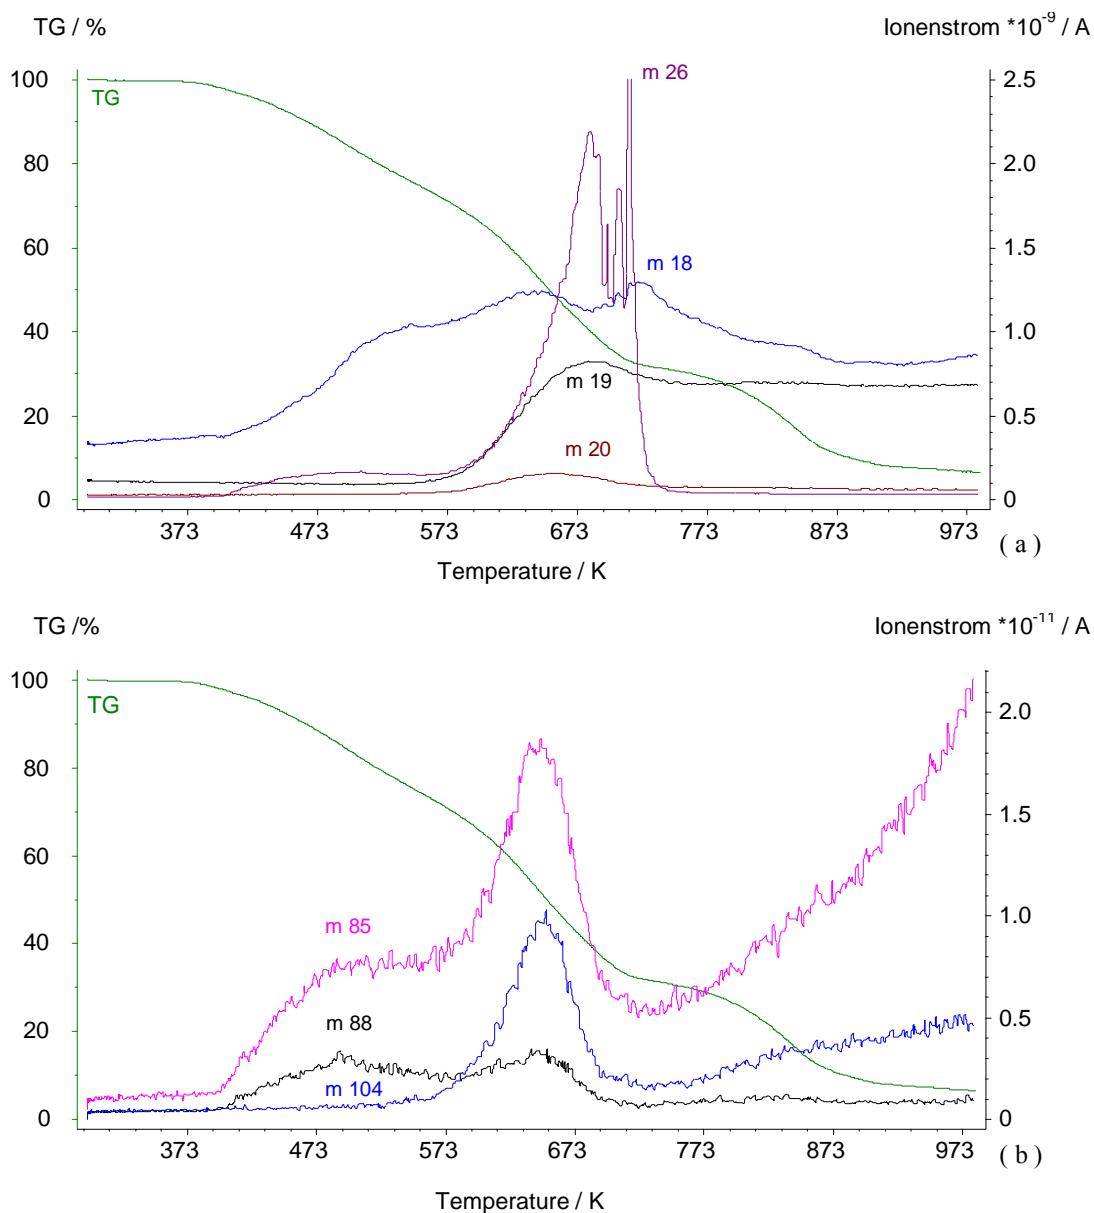 TG / %
Ionenstrom *10⁻⁹ / A
m 26
100
2.5
TG
80
2.0
60
1.5
m 18
40
1.0
m 19
20
0.5
m 20
0
0
373 473 573 673 773 873 973
( a )
Temperature / K
TG /%
Ionenstrom *10⁻¹¹ / A
100
TG
2.0
80
1.5
60
1.0
m 85
40
m 88
0.5
20
m 104
0
0
373 473 573 673 773 873 973
( b )
Temperature / K